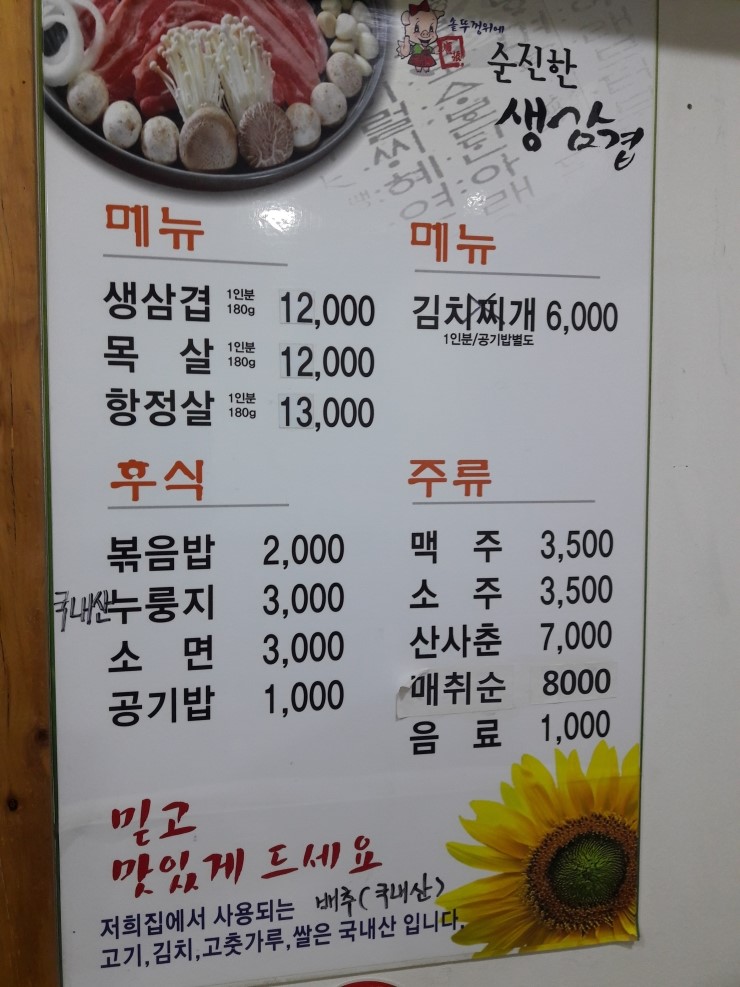 솥뚜껑위에
순진한
생삼겹
메뉴
생삼겹 1인분 180g 12,000
목 살 1인분 180g 12,000
항정살 1인분 180g 13,000
메뉴
김치찌개 6,000
1인분/공기밥별도
후식
볶음밥 2,000
국내산 누룽지 3,000
소 면 3,000
공기밥 1,000
주류
맥 주 3,500
소 주 3,500
산사춘 7,000
매취순 8000
음 료 1,000
믿고
맛있게 드세요
배추(국내산)
저희집에서 사용되는
고기,김치,고춧가루,쌀은 국내산 입니다.